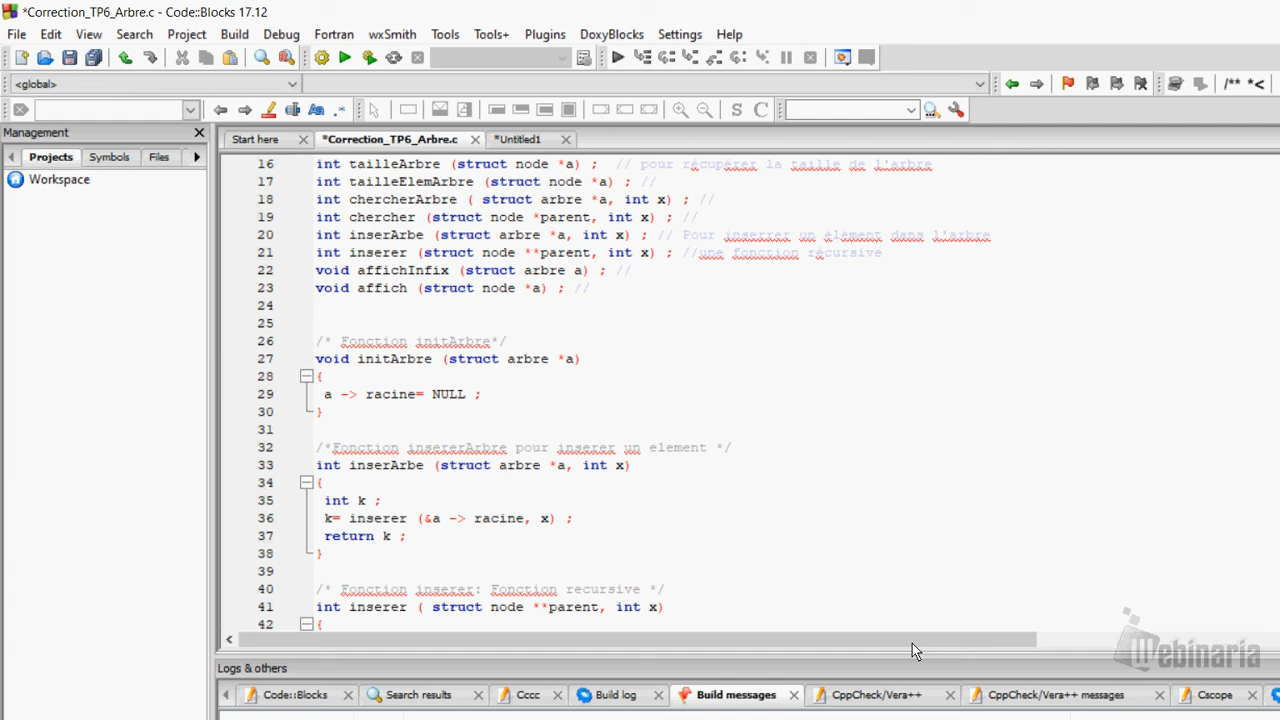 *Correction_TP6_Arbre.c - Code::Blocks 17.12
File Edit View Search Project Build Debug Fortran wxSmith Tools Tools+ Plugins DoxyBlocks Settings Help
<global>
/** *<
S C
Management
Start here *Correction_TP6_Arbre.c *Untitled1
Projects Symbols Files
Workspace
16 int tailleArbre (struct node *a) ; // pour récupérer la taille de l'arbre
17 int tailleElemArbre (struct node *a) ; //
18 int chercherArbre ( struct arbre *a, int x) ; //
19 int chercher (struct node *parent, int x) ; //
20 int inserArbe (struct arbre *a, int x) ; // Pour inserrer un élément dans l'arbre
21 int inserer (struct node **parent, int x) ; //une fonction récursive
22 void affichInfix (struct arbre a) ; //
23 void affich (struct node *a) ; //
24
25
26 /* Fonction initArbre*/
27 void initArbre (struct arbre *a)
28 {
29 a -> racine= NULL ;
30 }
31
32 /*Fonction insererArbre pour inserer un element */
33 int inserArbe (struct arbre *a, int x)
34 {
35 int k ;
36 k= inserer (&a -> racine, x) ;
37 return k ;
38 }
39
40 /* Fonction inserer: Fonction recursive */
41 int inserer ( struct node **parent, int x)
42 {
Webinaria
Logs & others
Code::Blocks Search results Cccc Build log Build messages CppCheck/Vera++ CppCheck/Vera++ messages Cscope